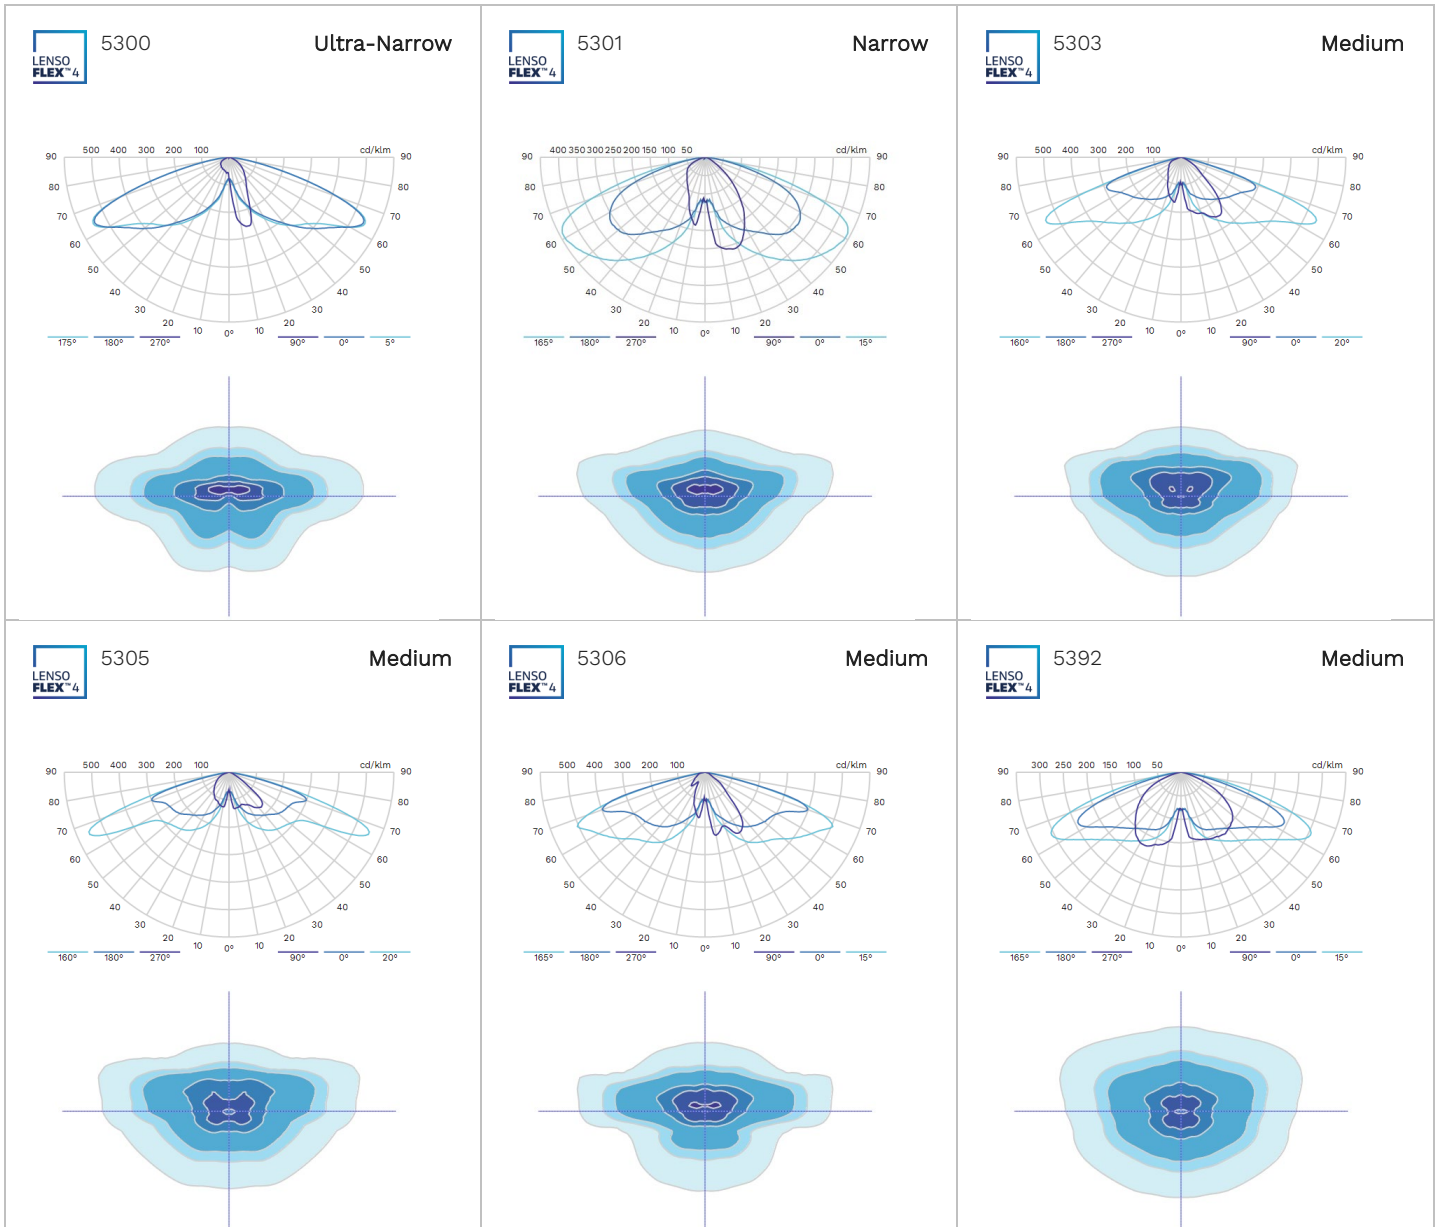 5300 Ultra-Narrow
LENSO
FLEX™4
90 500 400 300 200 100 cd/klm 90
80 80
70 70
60 60
50 50
40 40
30 30
20 10 0° 10 20
175° 180° 270° 90° 0° 5°
5301 Narrow
LENSO
FLEX™4
90 400 350 300 250 200 150 100 50 cd/klm 90
80 80
70 70
60 60
50 50
40 40
30 30
20 10 0° 10 20
165° 180° 270° 90° 0° 15°
5303 Medium
LENSO
FLEX™4
90 500 400 300 200 100 cd/klm 90
80 80
70 70
60 60
50 50
40 40
30 30
20 10 0° 10 20
160° 180° 270° 90° 0° 20°
5305 Medium
LENSO
FLEX™4
90 500 400 300 200 100 cd/klm 90
80 80
70 70
60 60
50 50
40 40
30 30
20 10 0° 10 20
160° 180° 270° 90° 0° 20°
5306 Medium
LENSO
FLEX™4
90 500 400 300 200 100 cd/klm 90
80 80
70 70
60 60
50 50
40 40
30 30
20 10 0° 10 20
165° 180° 270° 90° 0° 15°
5392 Medium
LENSO
FLEX™4
90 300 250 200 150 100 50 cd/klm 90
80 80
70 70
60 60
50 50
40 40
30 30
20 10 0° 10 20
165° 180° 270° 90° 0° 15°